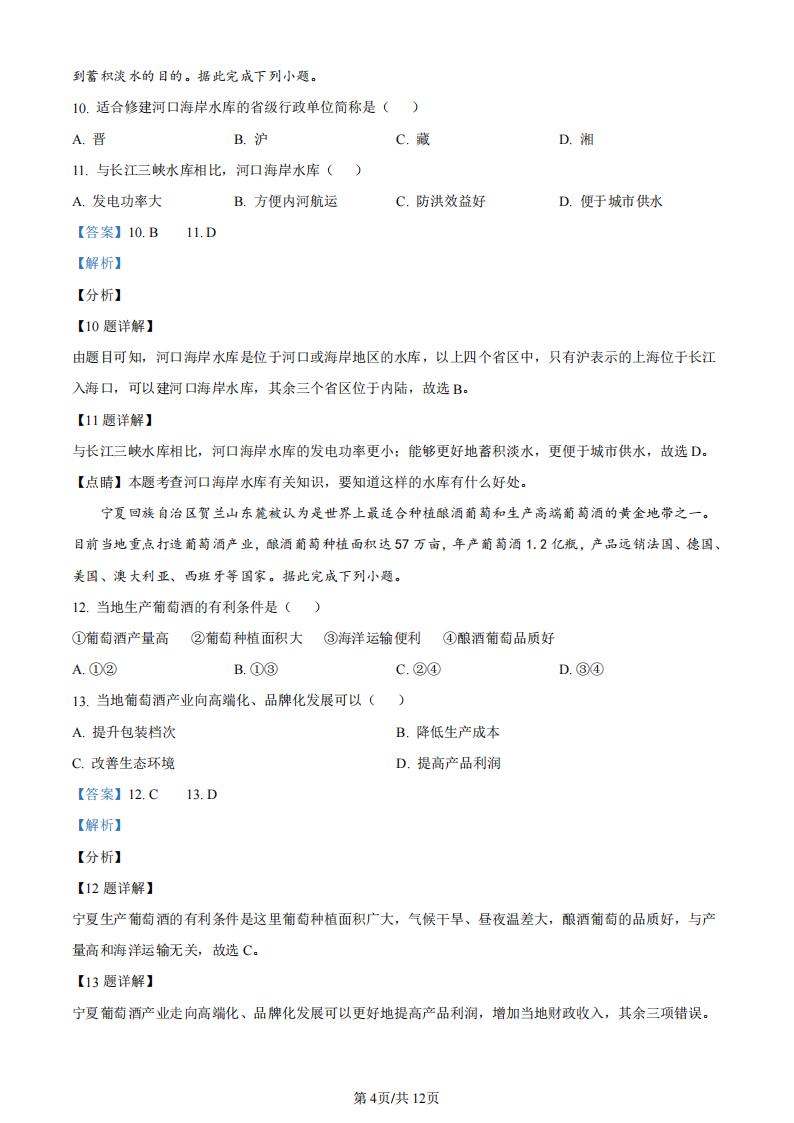 到蓄积淡水的目的。据此完成下列小题。
10. 适合修建河口海岸水库的省级行政单位简称是（ ）
A. 晋 B. 沪 C. 藏 D. 湘
11. 与长江三峡水库相比，河口海岸水库（ ）
A. 发电功率大 B. 方便内河航运 C. 防洪效益好 D. 便于城市供水
【答案】10. B 11. D
【解析】
【分析】
【10 题详解】
由题目可知，河口海岸水库是位于河口或海岸地区的水库，以上四个省区中，只有沪表示的上海位于长江
入海口，可以建河口海岸水库，其余三个省区位于内陆，故选 B。
【11 题详解】
与长江三峡水库相比，河口海岸水库的发电功率更小；能够更好地蓄积淡水，更便于城市供水，故选 D。
【点睛】本题考查河口海岸水库有关知识，要知道这样的水库有什么好处。
宁夏回族自治区贺兰山东麓被认为是世界上最适合种植酿酒葡萄和生产高端葡萄酒的黄金地带之一。
目前当地重点打造葡萄酒产业，酿酒葡萄种植面积达 57 万亩，年产葡萄酒 1.2 亿瓶，产品远销法国、德国、
美国、澳大利亚、西班牙等国家。据此完成下列小题。
12. 当地生产葡萄酒的有利条件是（ ）
①葡萄酒产量高 ②葡萄种植面积大 ③海洋运输便利 ④酿酒葡萄品质好
A. ①② B. ①③ C. ②④ D. ③④
13. 当地葡萄酒产业向高端化、品牌化发展可以（ ）
A. 提升包装档次 B. 降低生产成本
C. 改善生态环境 D. 提高产品利润
【答案】12. C 13. D
【解析】
【分析】
【12 题详解】
宁夏生产葡萄酒的有利条件是这里葡萄种植面积广大，气候干旱、昼夜温差大，酿酒葡萄的品质好，与产
量高和海洋运输无关，故选 C。
【13 题详解】
宁夏葡萄酒产业走向高端化、品牌化发展可以更好地提高产品利润，增加当地财政收入，其余三项错误。
第 4页/共 12页